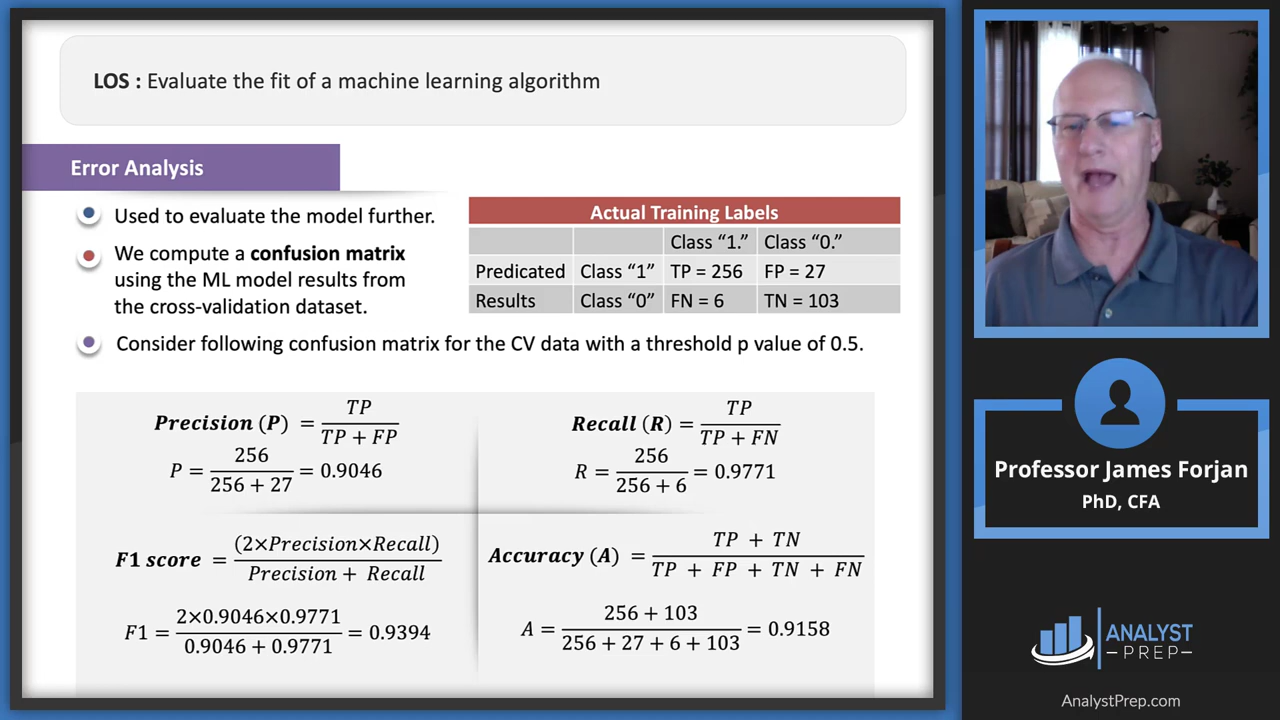 LOS : Evaluate the fit of a machine learning algorithm
Error Analysis
Used to evaluate the model further.
We compute a confusion matrix
using the ML model results from
the cross-validation dataset.
Actual Training Labels
Class “1.” Class “0.”
Predicated Class “1” TP = 256 FP = 27
Results Class “0” FN = 6 TN = 103
Consider following confusion matrix for the CV data with a threshold p value of 0.5.
Precision (P) = TP / TP + FP
P = 256 / 256 + 27 = 0.9046
Recall (R) = TP / TP + FN
R = 256 / 256 + 6 = 0.9771
F1 score = (2×Precision×Recall) / Precision + Recall
F1 = 2×0.9046×0.9771 / 0.9046 + 0.9771 = 0.9394
Accuracy (A) = TP + TN / TP + FP + TN + FN
A = 256 + 103 / 256 + 27 + 6 + 103 = 0.9158
Professor James Forjan
PhD, CFA
ANALYST
PREP
AnalystPrep.com